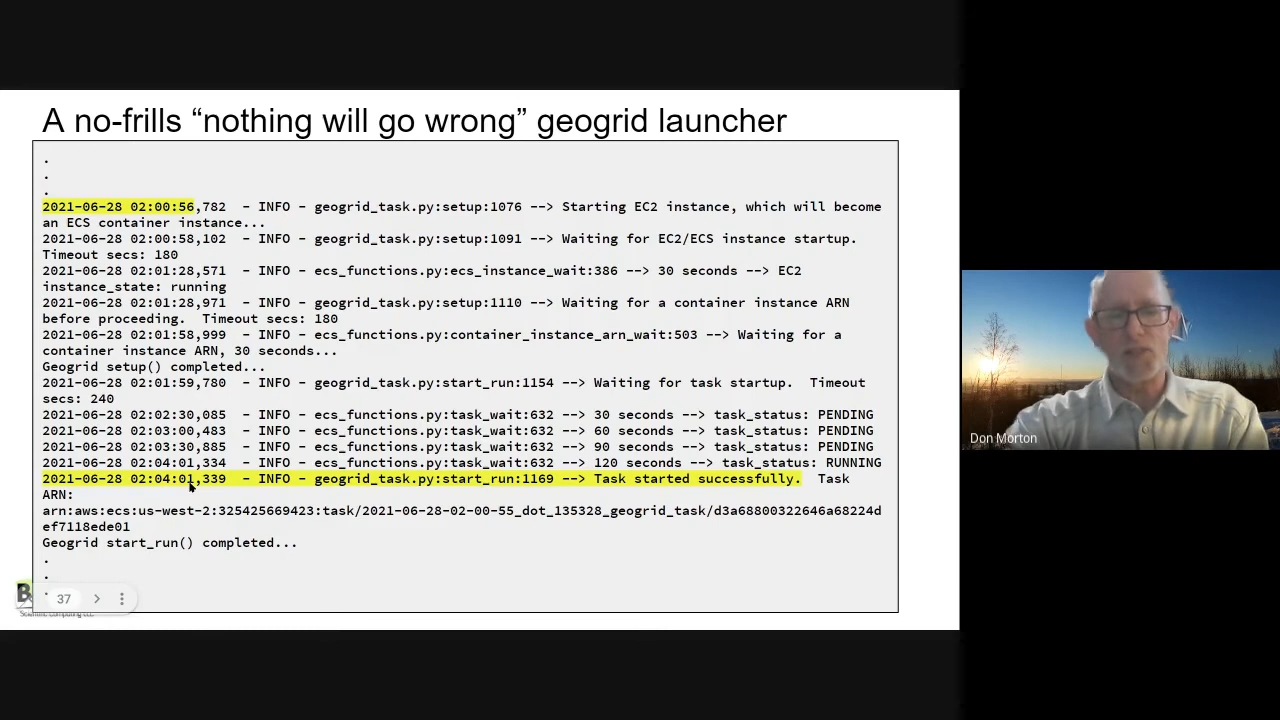 A no-frills “nothing will go wrong” geogrid launcher
.
.
.
2021-06-28 02:00:56,782  - INFO - geogrid_task.py:setup:1076 --> Starting EC2 instance, which will become
an ECS container instance...
2021-06-28 02:00:58,102  - INFO - geogrid_task.py:setup:1091 --> Waiting for EC2/ECS instance startup.
Timeout secs: 180
2021-06-28 02:01:28,571  - INFO - ecs_functions.py:ecs_instance_wait:386 --> 30 seconds --> EC2
instance_state: running
2021-06-28 02:01:28,971  - INFO - geogrid_task.py:setup:1110 --> Waiting for a container instance ARN
before proceeding.  Timeout secs: 180
2021-06-28 02:01:58,999  - INFO - ecs_functions.py:container_instance_arn_wait:503 --> Waiting for a
container instance ARN, 30 seconds...
Geogrid setup() completed...
2021-06-28 02:01:59,780  - INFO - geogrid_task.py:start_run:1154 --> Waiting for task startup.  Timeout
secs: 240
2021-06-28 02:02:30,085  - INFO - ecs_functions.py:task_wait:632 --> 30 seconds --> task_status: PENDING
2021-06-28 02:03:00,483  - INFO - ecs_functions.py:task_wait:632 --> 60 seconds --> task_status: PENDING
2021-06-28 02:03:30,885  - INFO - ecs_functions.py:task_wait:632 --> 90 seconds --> task_status: PENDING
2021-06-28 02:04:01,334  - INFO - ecs_functions.py:task_wait:632 --> 120 seconds --> task_status: RUNNING
2021-06-28 02:04:01,339  - INFO - geogrid_task.py:start_run:1169 --> Task started successfully.  Task
ARN:
arn:aws:ecs:us-west-2:325425669423:task/2021-06-28-02-00-55_dot_135328_geogrid_task/d3a68800322646a68224d
ef7118ede01
Geogrid start_run() completed...
.
.
.
B
37
Scientific Computing LLC
Don Morton